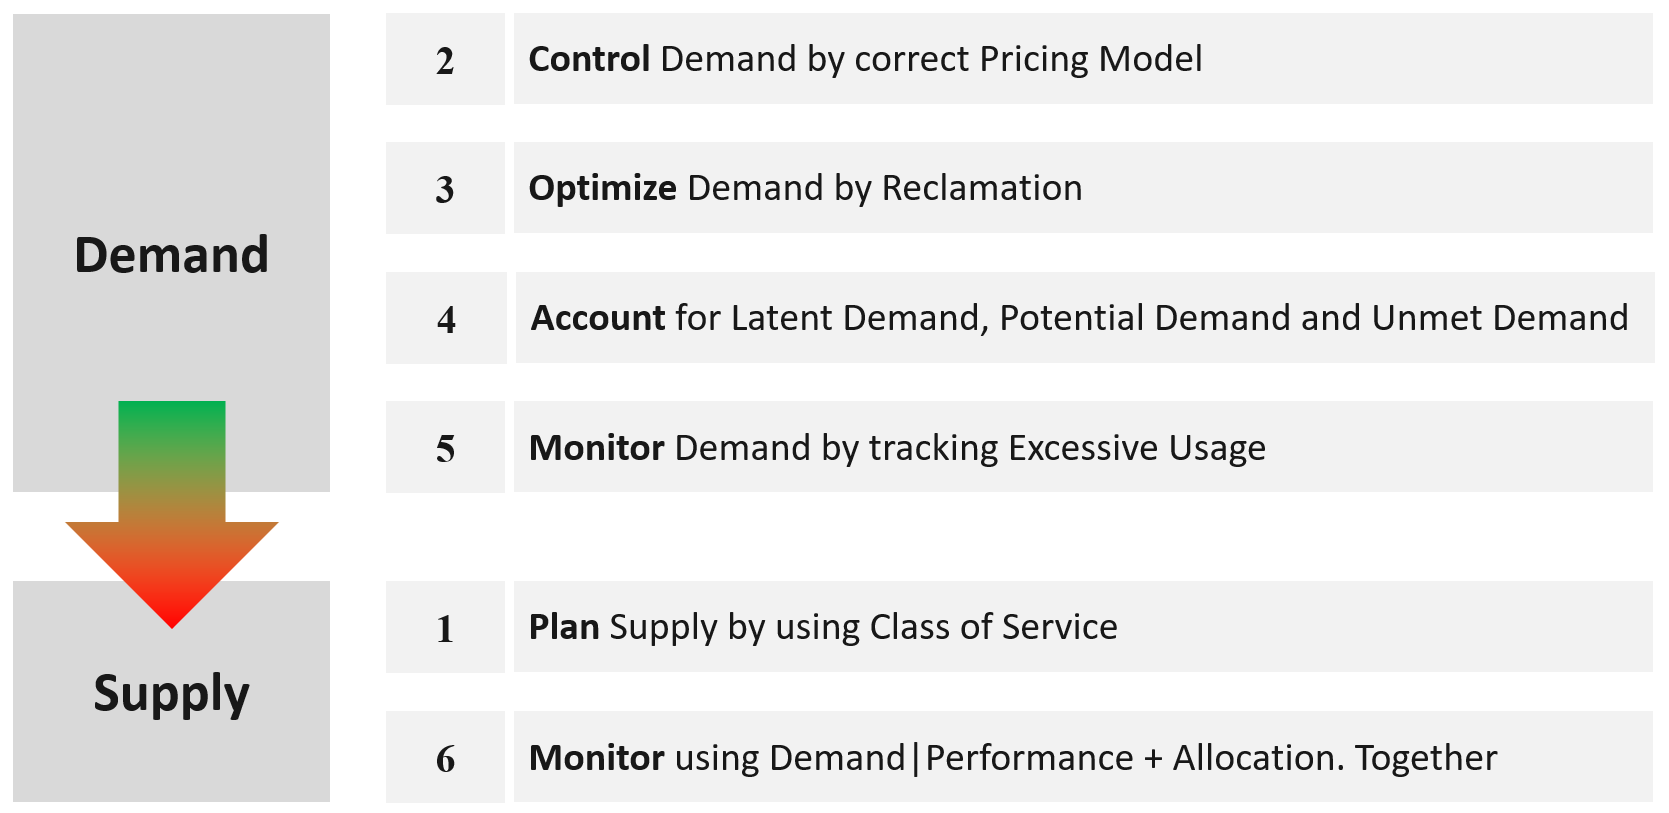 Demand
2
Control Demand by correct Pricing Model
3
Optimize Demand by Reclamation
4
Account for Latent Demand, Potential Demand and Unmet Demand
5
Monitor Demand by tracking Excessive Usage
Supply
1
Plan Supply by using Class of Service
6
Monitor using Demand|Performance + Allocation. Together